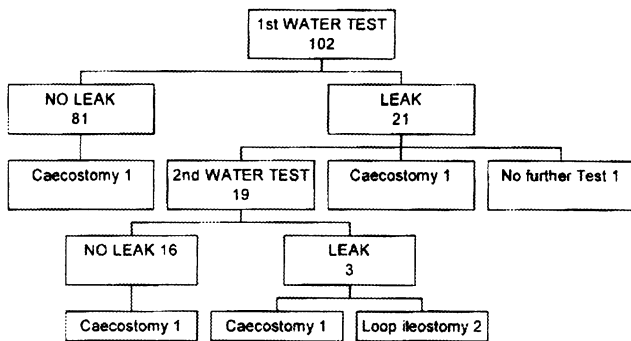 1st WATER TEST
102
NO LEAK
81
LEAK
21
Caecostomy 1
2nd WATER TEST
19
Caecostomy 1
No further Test 1
NO LEAK 16
LEAK
3
Caecostomy 1
Caecostomy 1
Loop ileostomy 2